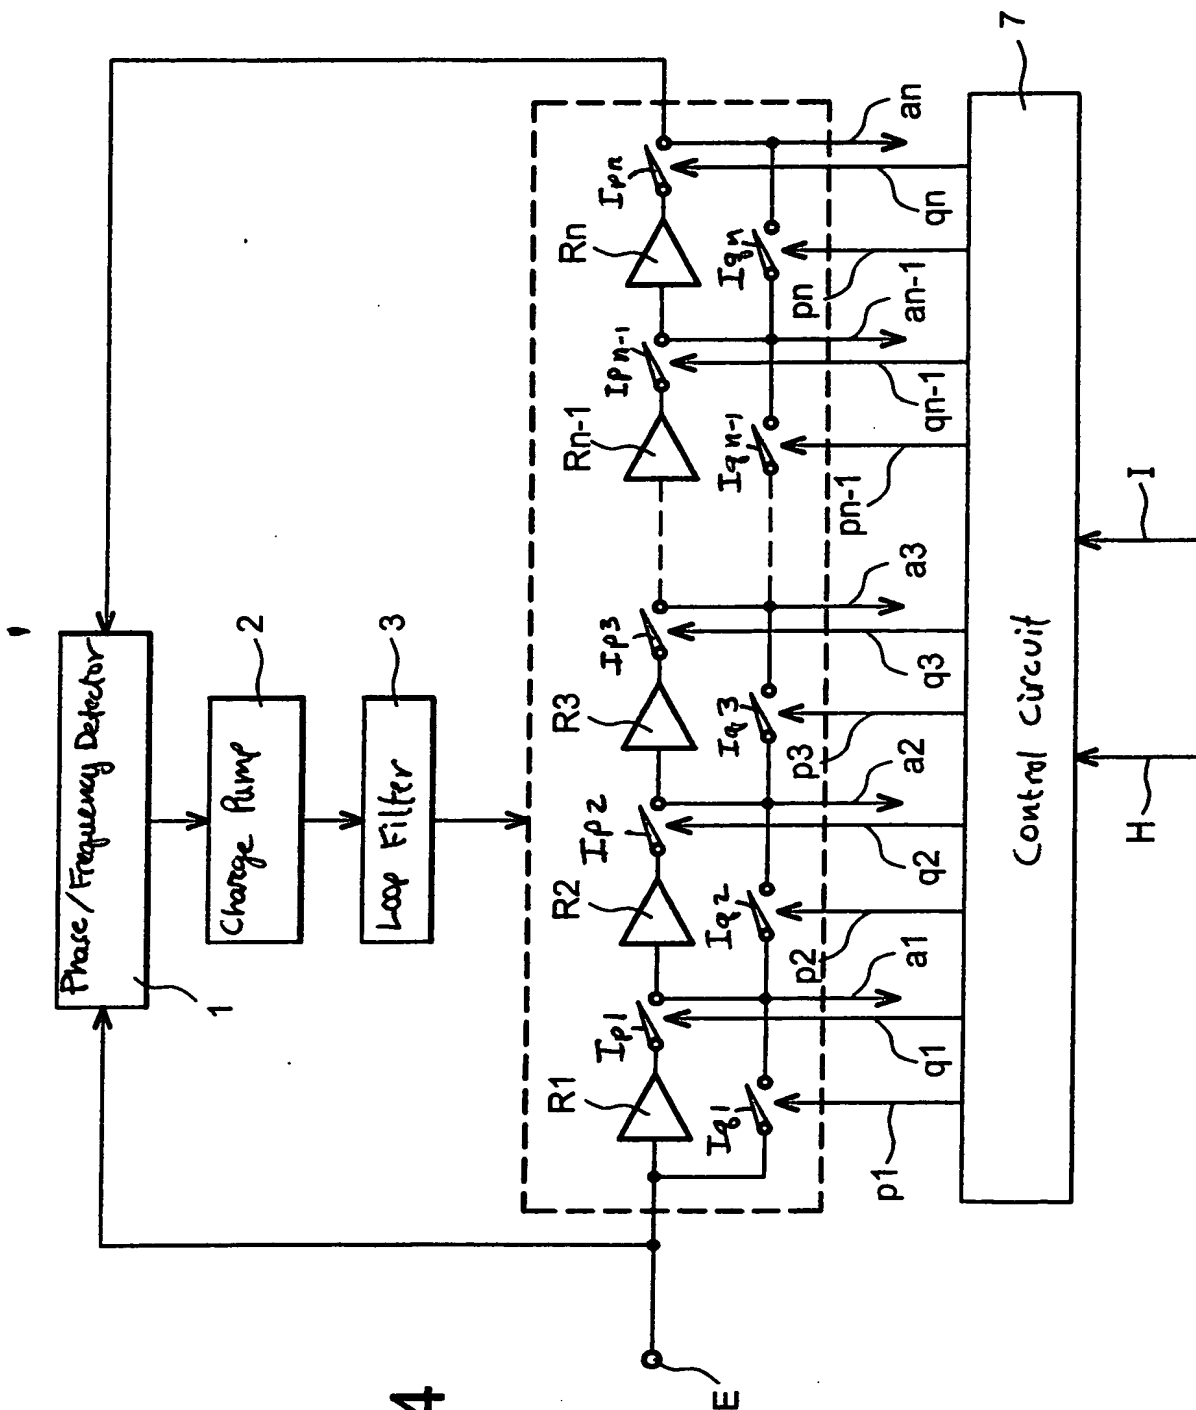 4
E
Phase/Frequency Detector
1
Charge Pump
2
Loop Filter
3
R1
Ip1
R2
Ip2
R3
Ip3
Rn-1
Ipn-1
Rn
Ipn
Iq1
Iq2
Iq3
Iqn-1
Iqn
p1
q1
a1
p2
q2
a2
p3
q3
a3
pn-1
qn-1
an-1
pn
qn
an
Control Circuit
7
H
I